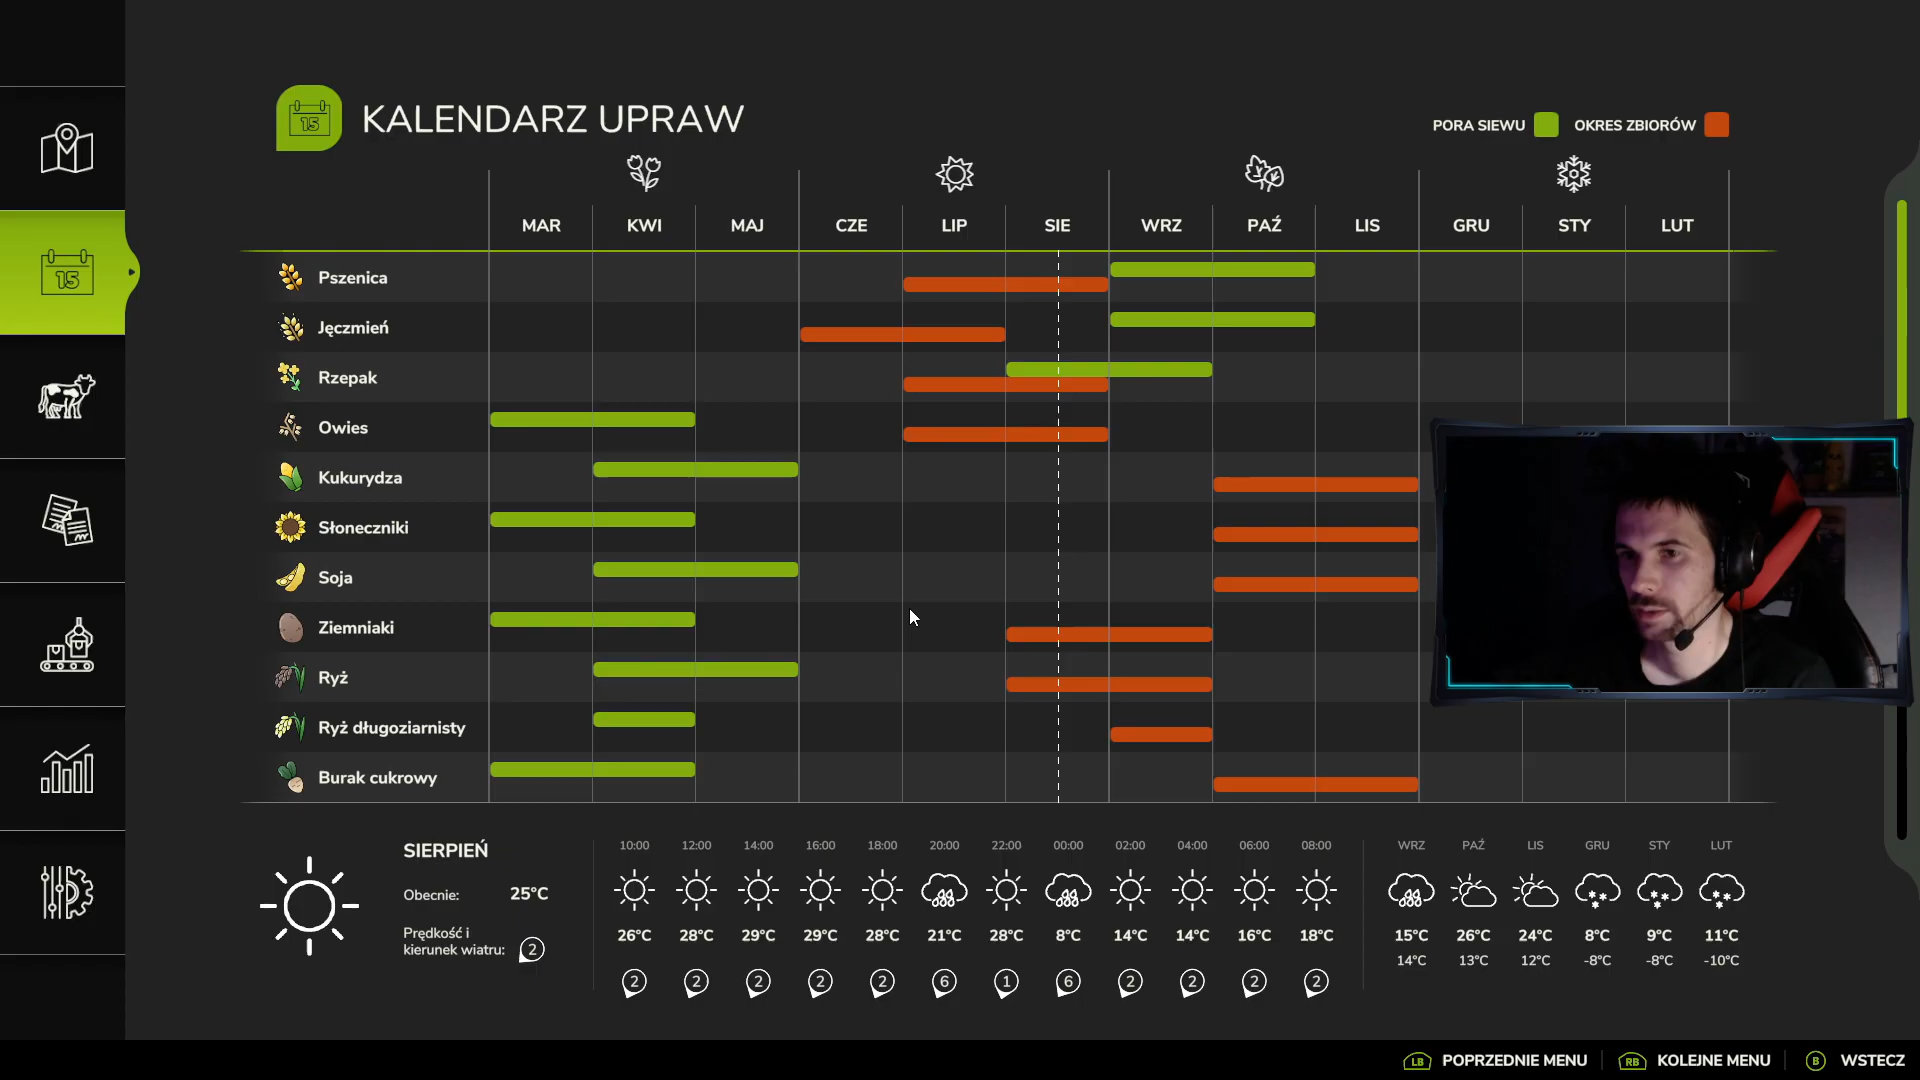 15
KALENDARZ UPRAW
PORA SIEWU
OKRES ZBIORÓW
MAR KWI MAJ CZE LIP SIE WRZ PAŹ LIS GRU STY LUT
15
Pszenica
Jęczmień
Rzepak
Owies
Kukurydza
Słoneczniki
Soja
Ziemniaki
Ryż
Ryż długoziarnisty
Burak cukrowy
SIERPIEŃ
Obecnie: 25°C
Prędkość i
kierunek wiatru: 2
10:00 12:00 14:00 16:00 18:00 20:00 22:00 00:00 02:00 04:00 06:00 08:00
26°C 28°C 29°C 29°C 28°C 21°C 28°C 8°C 14°C 14°C 16°C 18°C
2 2 2 2 2 6 1 6 2 2 2 2
WRZ PAŹ LIS GRU STY LUT
15°C 26°C 24°C 8°C 9°C 11°C
14°C 13°C 12°C -8°C -8°C -10°C
LB POPRZEDNIE MENU RB KOLEJNE MENU B WSTECZ